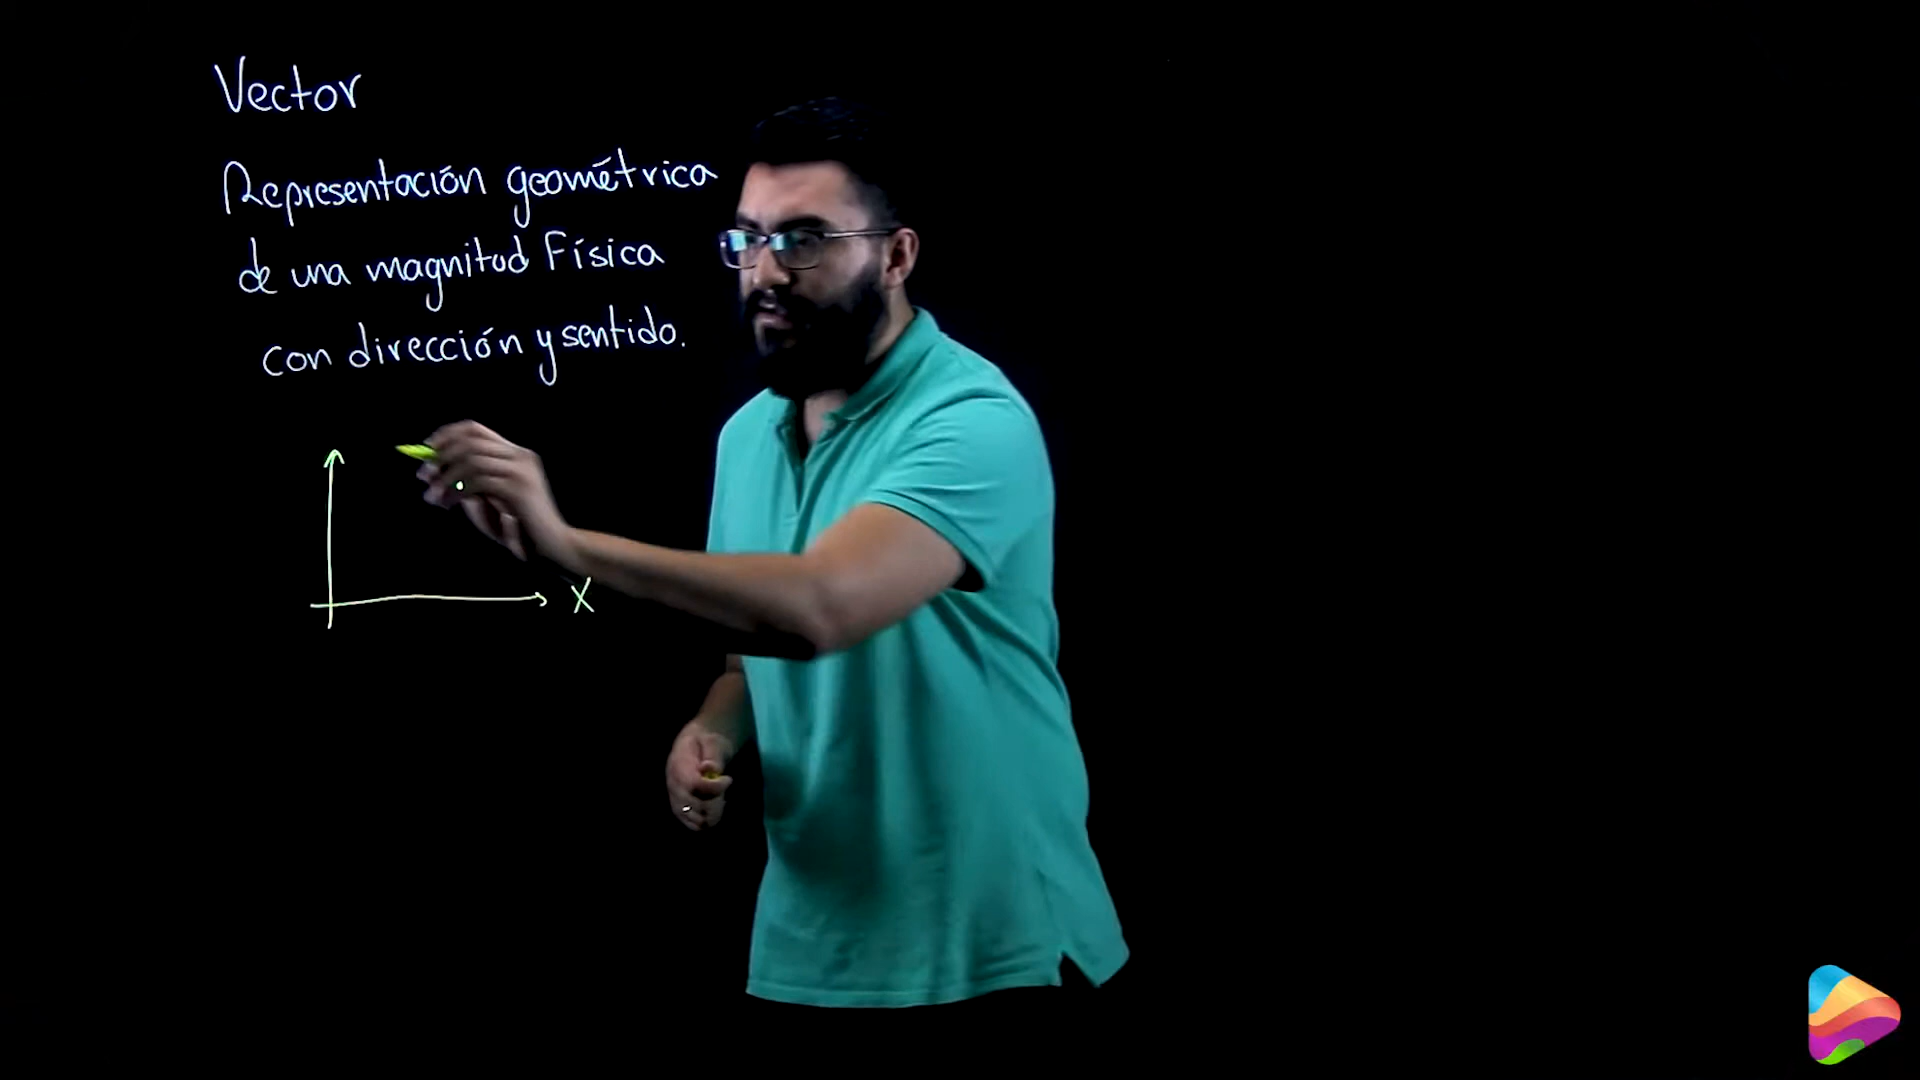 Vector
Representación geométrica
de una magnitud Física
con dirección y sentido.
X